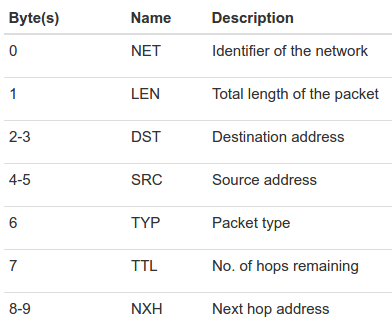 Byte(s) Name Description
0 NET Identifier of the network
1 LEN Total length of the packet
2-3 DST Destination address
4-5 SRC Source address
6 TYP Packet type
7 TTL No. of hops remaining
8-9 NXH Next hop address